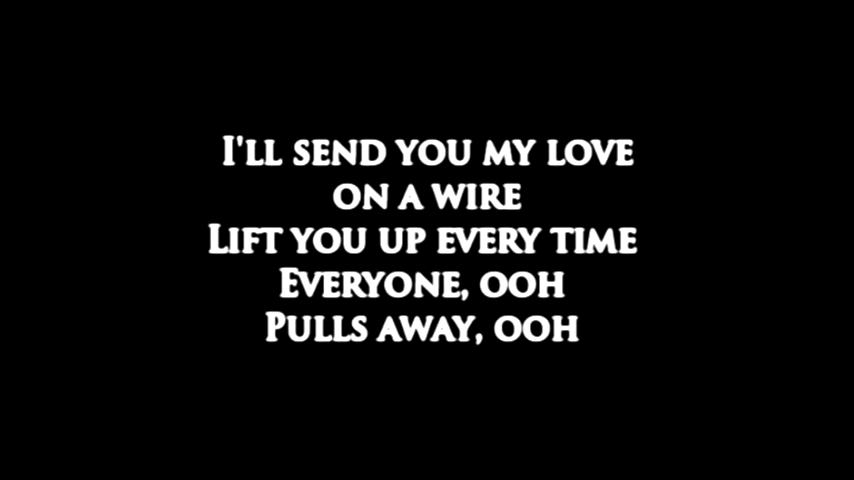 I'll send you my love
on a wire
Lift you up every time
Everyone, ooh
Pulls away, ooh